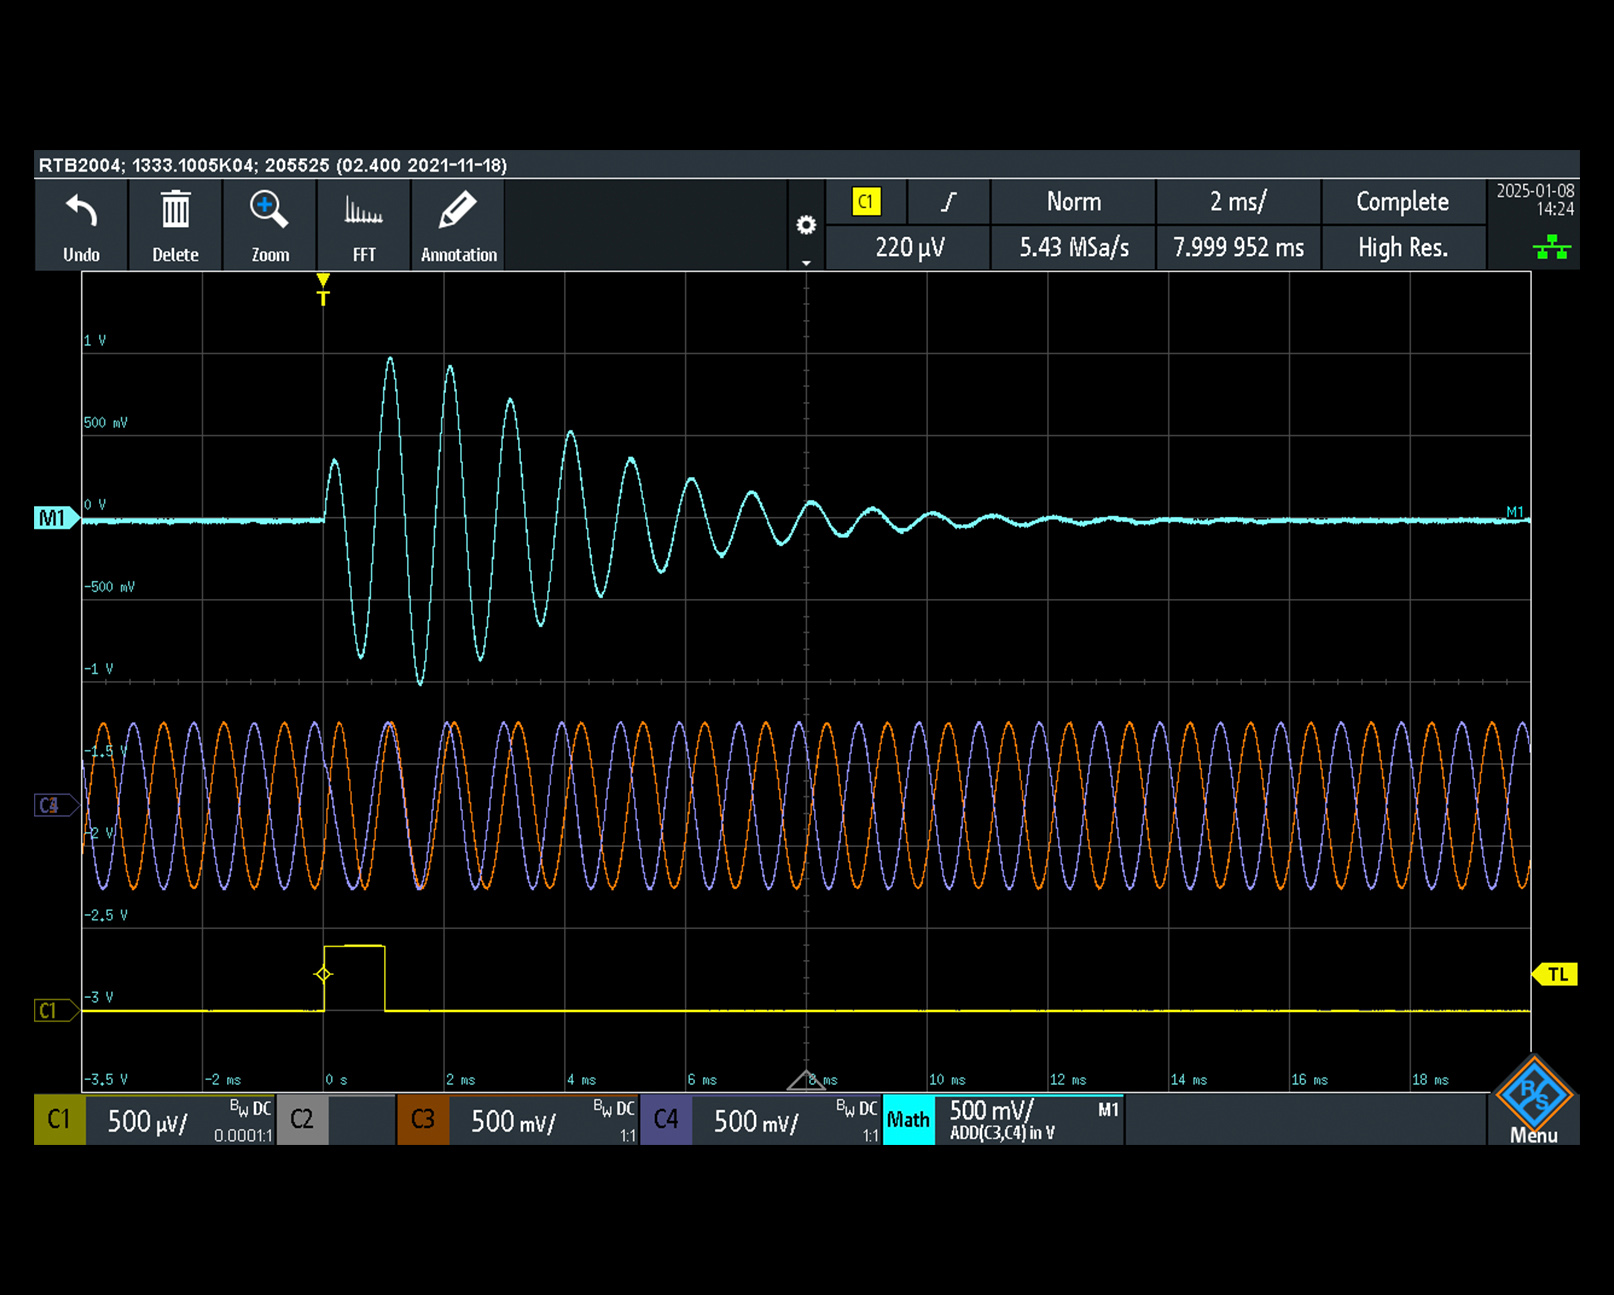 RTB2004; 1333.1005K04; 205525 (02.400 2021-11-18)
Undo
Delete
Zoom
FFT
Annotation
C1
Norm
2 ms/
Complete
2025-01-08
14:24
220 µV
5.43 MSa/s
7.999 952 ms
High Res.
T
1 V
500 mV
0 V
M1
M1
-500 mV
-1 V
-1.5 V
-2 V
-2.5 V
TL
-3 V
C1
-3.5 V
-2 ms
0 s
2 ms
4 ms
6 ms
8 ms
10 ms
12 ms
14 ms
16 ms
18 ms
C1
500 µV/
BW DC
0.0001:1
C2
C3
500 mV/
BW DC
1:1
C4
500 mV/
BW DC
1:1
Math
500 mV/
M1
ADD(C3,C4) in V
R&S
Menu